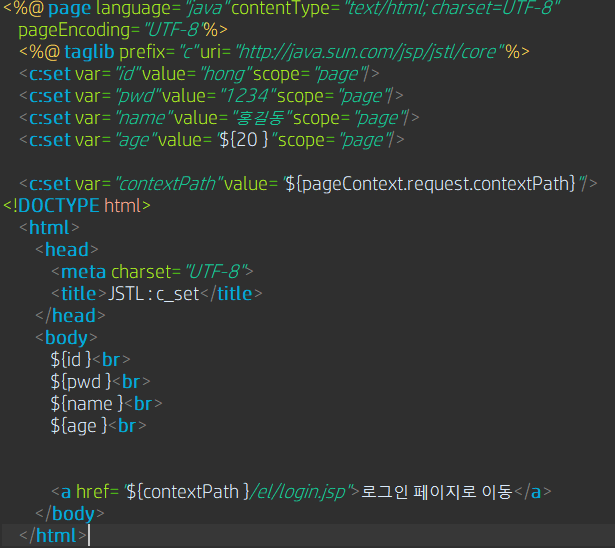 <%@ page language="java" contentType="text/html; charset=UTF-8"
pageEncoding="UTF-8"%>
<%@ taglib prefix="c" uri="http://java.sun.com/jsp/jstl/core" %>
<c:set var="id" value="hong" scope="page"/>
<c:set var="pwd" value="1234" scope="page"/>
<c:set var="name" value="홍길동" scope="page"/>
<c:set var="age" value="${20 }" scope="page"/>
<c:set var="contextPath" value="${pageContext.request.contextPath}"/>
<!DOCTYPE html>
<html>
<head>
<meta charset="UTF-8">
<title>JSTL : c_set</title>
</head>
<body>
${id }<br>
${pwd }<br>
${name }<br>
${age }<br>
<a href="${contextPath }/el/login.jsp">로그인 페이지로 이동</a>
</body>
</html>